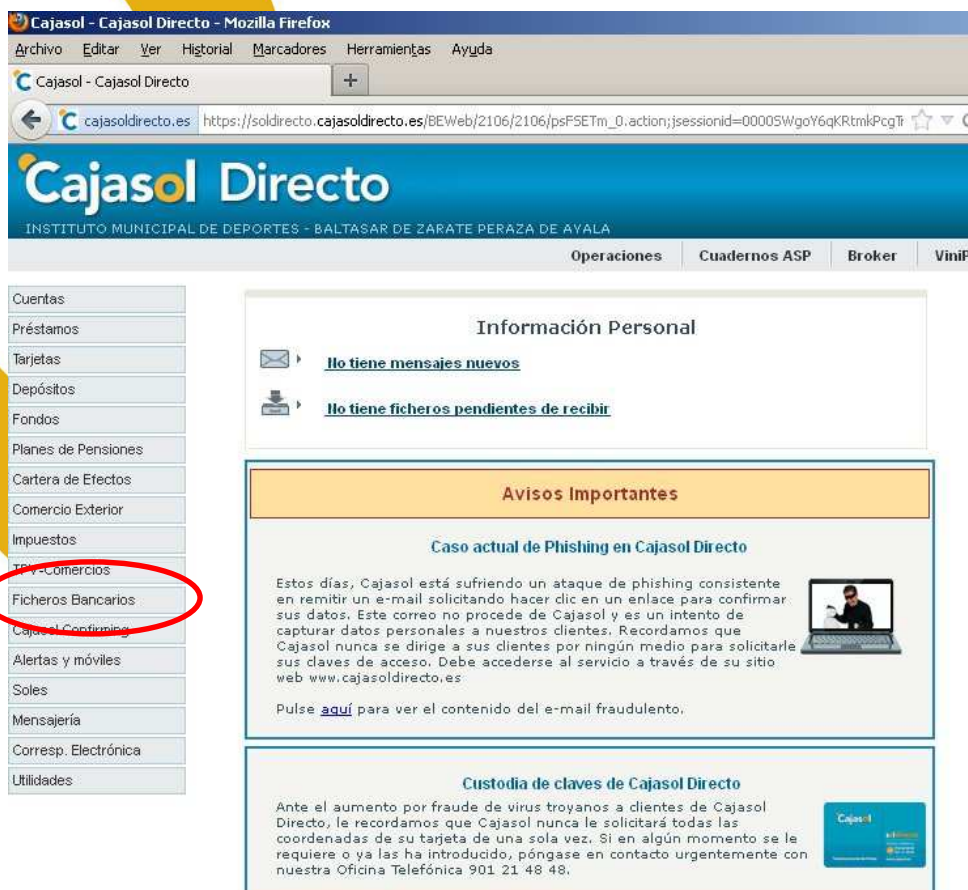 Cajasol - Cajasol Directo - Mozilla Firefox
Archivo Editar Ver Historial Marcadores Herramientas Ayuda
Cajasol - Cajasol Directo +
cajasoldirecto.es https://soldirecto.cajasoldirecto.es/BEWeb/2106/2106/psFSETm_0.action;jsessionid=
Cajasol Directo
INSTITUTO MUNICIPAL DE DEPORTES - BALTASAR DE ZARATE PERAZA DE AYALA
Operaciones Cuadernos ASP Broker
Cuentas
Préstamos
Tarjetas
Depósitos
Fondos
Planes de Pensiones
Cartera de Efectos
Comercio Exterior
Impuestos
TPV-Comercios
Ficheros Bancarios
Cajasol Confirming
Alertas y móviles
Soles
Mensajería
Corresp. Electrónica
Utilidades
Información Personal
No tiene mensajes nuevos
No tiene ficheros pendientes de recibir
Avisos Importantes
Caso actual de Phishing en Cajasol Directo
Estos días, Cajasol está sufriendo un ataque de phishing consistente
en remitir un e-mail solicitando hacer clic en un enlace para confirmar
sus datos. Este correo no procede de Cajasol y es un intento de
capturar datos personales a nuestros clientes. Recordamos que
Cajasol nunca se dirige a sus clientes por ningún medio para solicitarle
sus claves de acceso. Debe accederse al servicio a través de su sitio
web www.cajasoldirecto.es
Pulse aquí para ver el contenido del e-mail fraudulento.
Custodia de claves de Cajasol Directo
Ante el aumento por fraude de virus troyanos a clientes de Cajasol
Directo, le recordamos que Cajasol nunca le solicitará todas las
coordenadas de su tarjeta de una sola vez. Si en algún momento se le
requiere o ya las ha introducido, póngase en contacto urgentemente con
nuestra Oficina Telefónica 901 21 48 48.
Cajasol